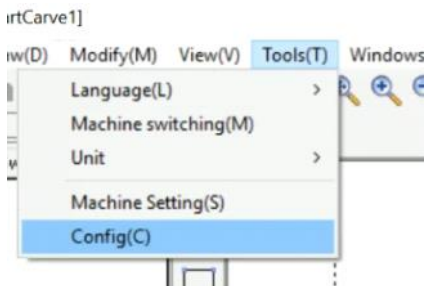 rtCarve1]
w(D) Modify(M) View(V) Tools(T) Windows
Language(L)
Machine switching(M)
Unit
Machine Setting(S)
Config(C)